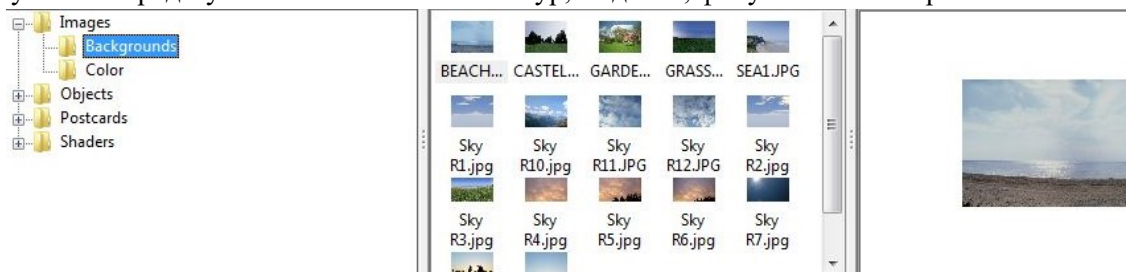 Images
Backgrounds
Color
Objects
Postcards
Shaders
BEACH... CASTEL... GARDE... GRASS... SEA1.JPG
Sky Sky Sky Sky Sky
R1.jpg R10.jpg R11.JPG R12.JPG R2.jpg
Sky Sky Sky Sky Sky
R3.jpg R4.jpg R5.jpg R6.jpg R7.jpg